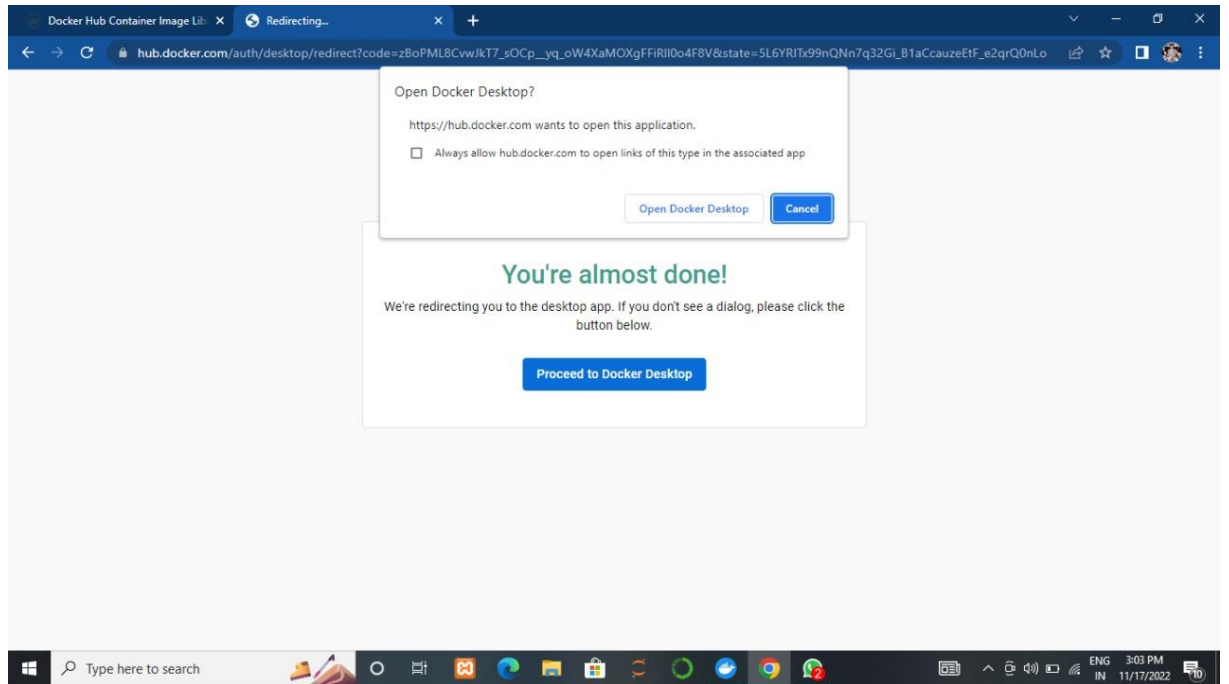 Docker Hub Container Image Lib
Redirecting...
hub.docker.com/auth/desktop/redirect?code=zBoPML8CvwJkT7_sOCp__yq_oW4XaMOXgFFiRlI0o4F8V&state=5L6YRITx99nQNn7q32Gi_B1aCcauzeEtF_e2qrQ0nLo
Open Docker Desktop?
https://hub.docker.com wants to open this application.
Always allow hub.docker.com to open links of this type in the associated app
Open Docker Desktop
Cancel
You're almost done!
We're redirecting you to the desktop app. If you don't see a dialog, please click the
button below.
Proceed to Docker Desktop
Type here to search
ENG
IN
3:03 PM
11/17/2022
10